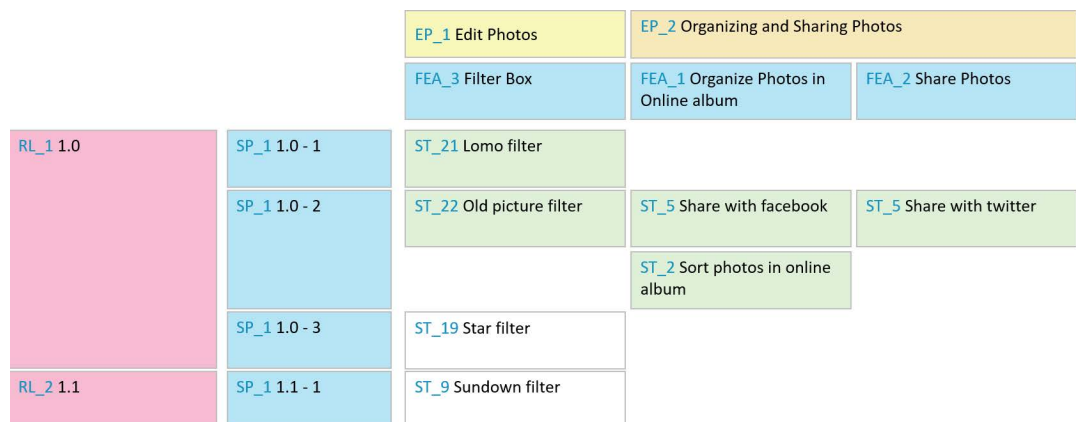 EP_1 Edit Photos
EP_2 Organizing and Sharing Photos
FEA_3 Filter Box
FEA_1 Organize Photos in
Online album
FEA_2 Share Photos
RL_1 1.0
SP_1 1.0 - 1
ST_21 Lomo filter
SP_1 1.0 - 2
ST_22 Old picture filter
ST_5 Share with facebook
ST_5 Share with twitter
ST_2 Sort photos in online
album
SP_1 1.0 - 3
ST_19 Star filter
RL_2 1.1
SP_1 1.1 - 1
ST_9 Sundown filter